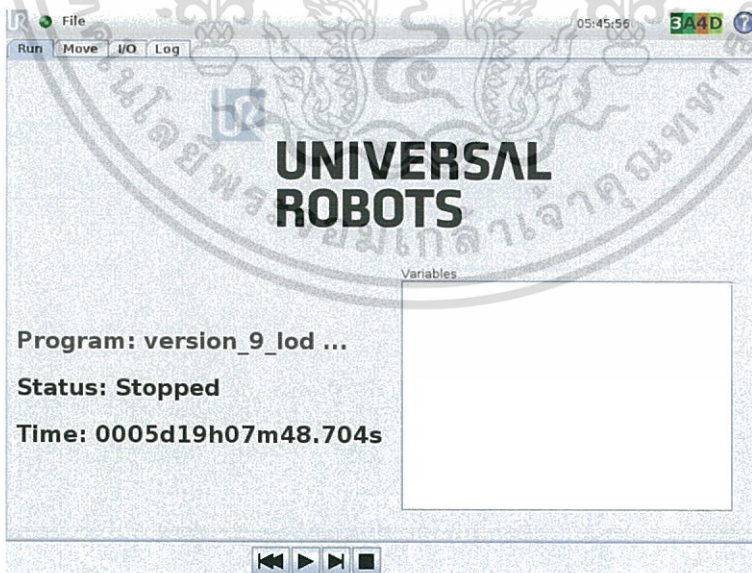 File 05:45:56 3A4D ?
Run Move I/O Log
UNIVERSAL
ROBOTS
Variables
Program: version_9_lod ...
Status: Stopped
Time: 0005d19h07m48.704s